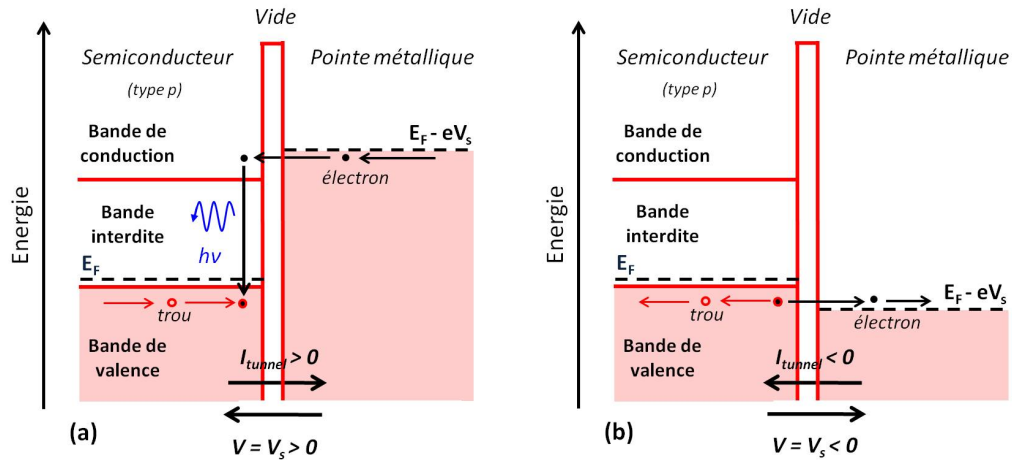 Vide
Semiconducteur
(type p)
Pointe métallique
Bande de
conduction
E_F - eV_s
électron
Energie
Bande
interdite
hν
E_F
trou
Bande de
valence
I_tunnel > 0
(a)
V = V_s > 0
Vide
Semiconducteur
(type p)
Pointe métallique
Bande de
conduction
Energie
Bande
interdite
E_F
E_F - eV_s
trou
électron
Bande de
valence
I_tunnel < 0
(b)
V = V_s < 0